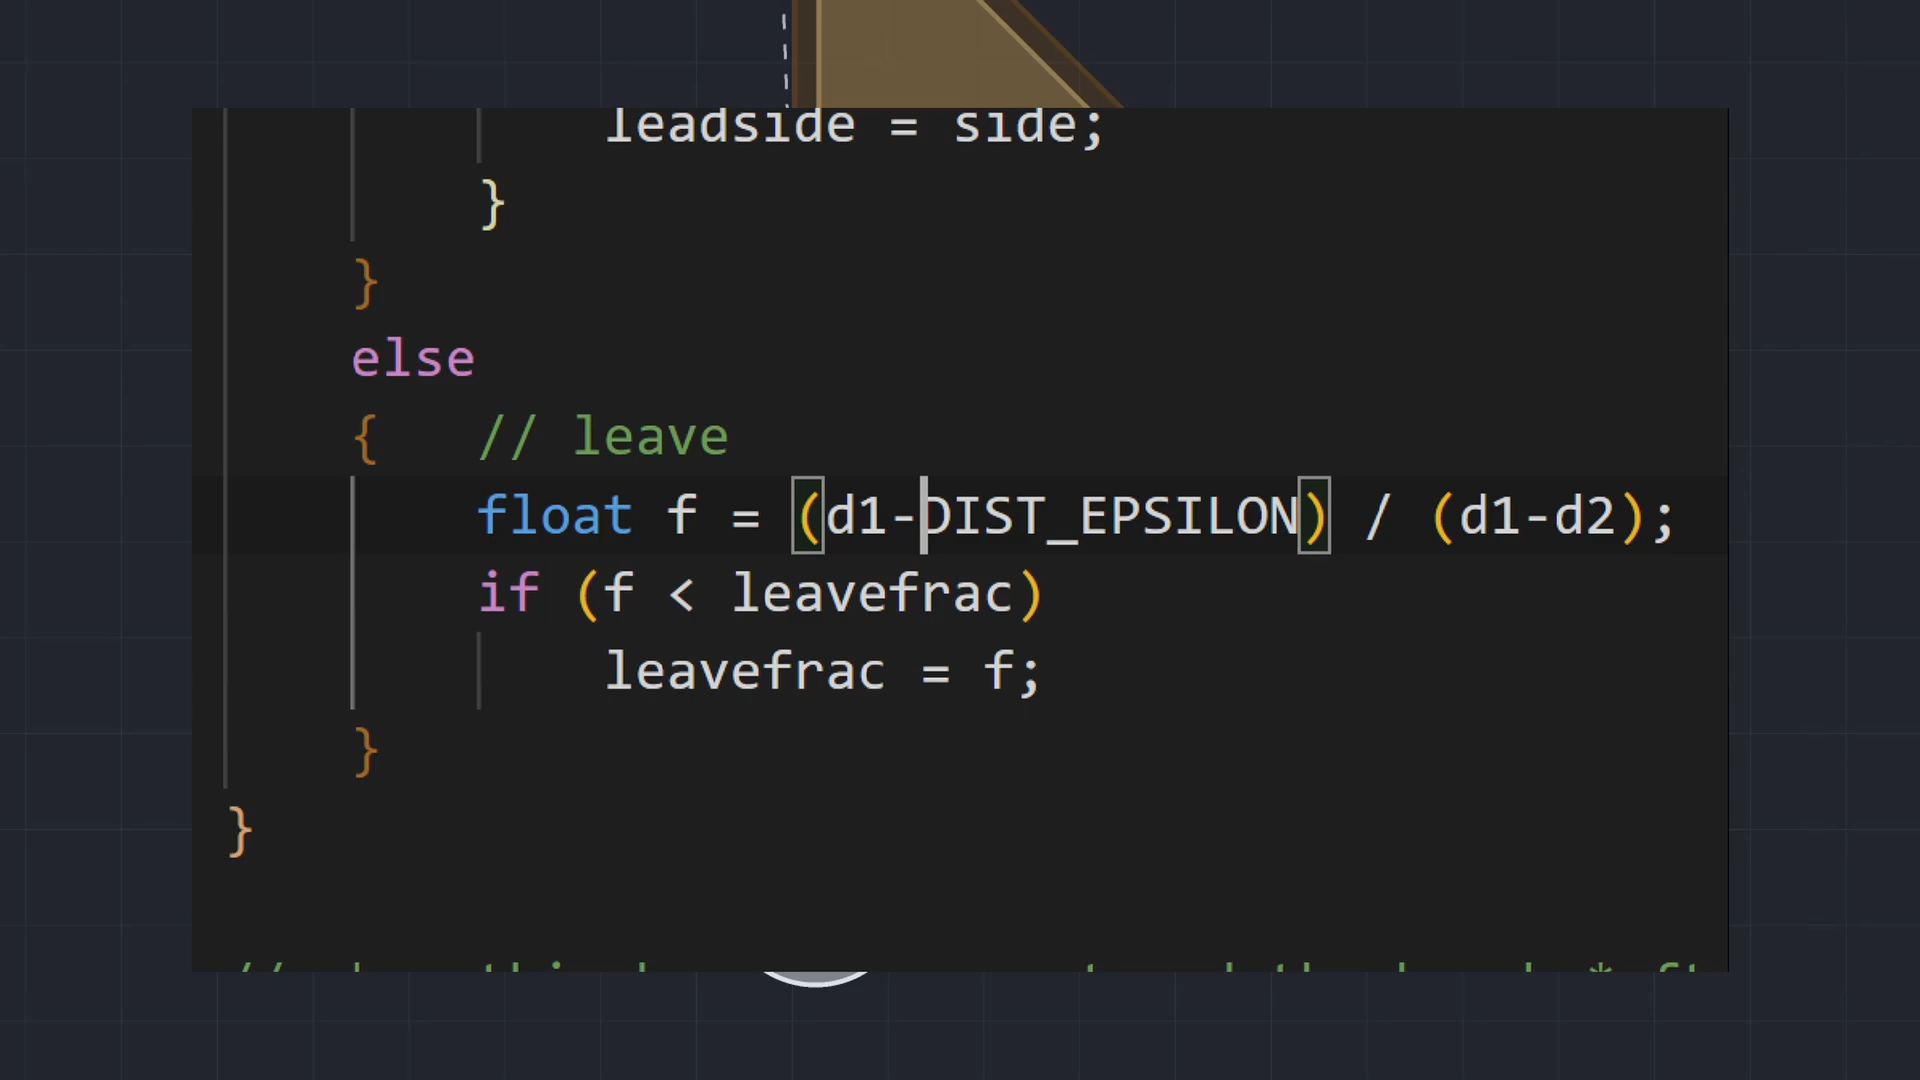 leadside = side;
}
}
else
{ // leave
float f = (d1-DIST_EPSILON) / (d1-d2);
if (f < leavefrac)
leavefrac = f;
}
}